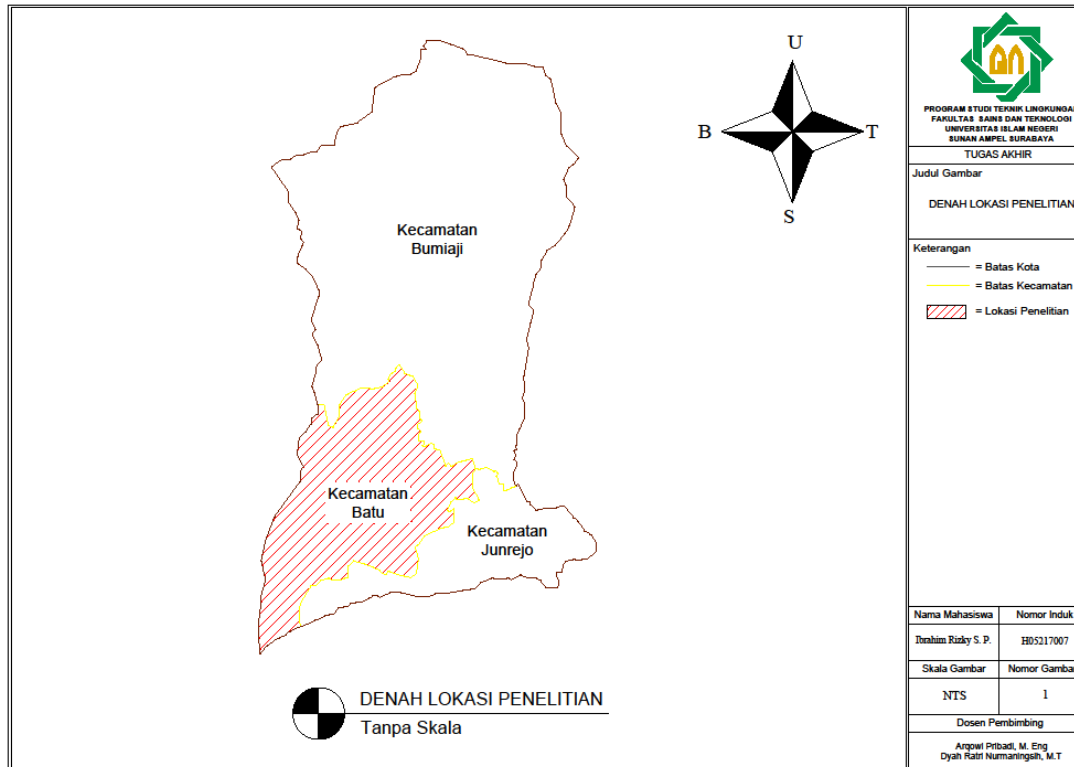 Kecamatan
Bumiaji
Kecamatan
Batu
Kecamatan
Junrejo
U
B
T
S
DENAH LOKASI PENELITIAN
Tanpa Skala
PROGRAM STUDI TEKNIK LINGKUNGAN
FAKULTAS SAINS DAN TEKNOLOGI
UNIVERSITAS ISLAM NEGERI
SUNAN AMPEL SURABAYA
TUGAS AKHIR
Judul Gambar
DENAH LOKASI PENELITIAN
Keterangan
= Batas Kota
= Batas Kecamatan
= Lokasi Penelitian
Nama Mahasiswa
Nomor Induk
Ibrahim Rizky S. P.
H05217007
Skala Gambar
Nomor Gambar
NTS
1
Dosen Pembimbing
Arqowi Pribadi, M. Eng
Dyah Ratri Nurmaningsih, M.T